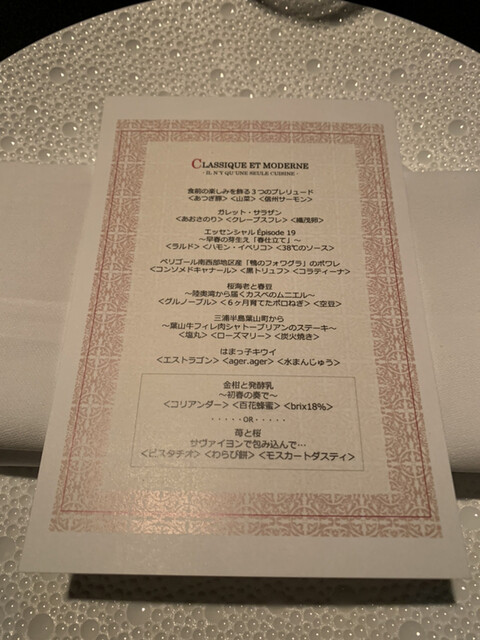 CLASSIQUE ET MODERNE
- IL N'Y QU'UNE SEULE CUISINE -
食前の楽しみを飾る3つのプレリュード
<あつぎ豚> <山菜> <信州サーモン>
ガレット・サラザン
<あおさのり> <クレープスフレ> <磯茂卵>
エッセンシャル Épisode 19
～早春の芽生え「春仕立て」～
<ラルド> <ハモン・イベリコ> <38℃のソース>
ペリゴール南西部地区産「鴨のフォワグラ」のポワレ
<コンソメドキャナール> <黒トリュフ> <コラティーナ>
桜海老と春豆
～陸奥湾から届くカスベのムニエル～
<グルノーブル> <6ヶ月育てたポロねぎ> <空豆>
三浦半島葉山町から
～葉山牛フィレ肉シャトーブリアンのステーキ～
<塩丸> <ローズマリー> <炭火焼き>
はまっ子キウイ
<エストラゴン> <ager.ager> <水まんじゅう>
金柑と発酵乳
～初春の奏で～
<コリアンダー> <百花蜂蜜> <brix18%>
・・・・・OR・・・・・
苺と桜
サヴァイヨンで包み込んで…
<ピスタチオ> <わらび餅> <モスカートダスティ>